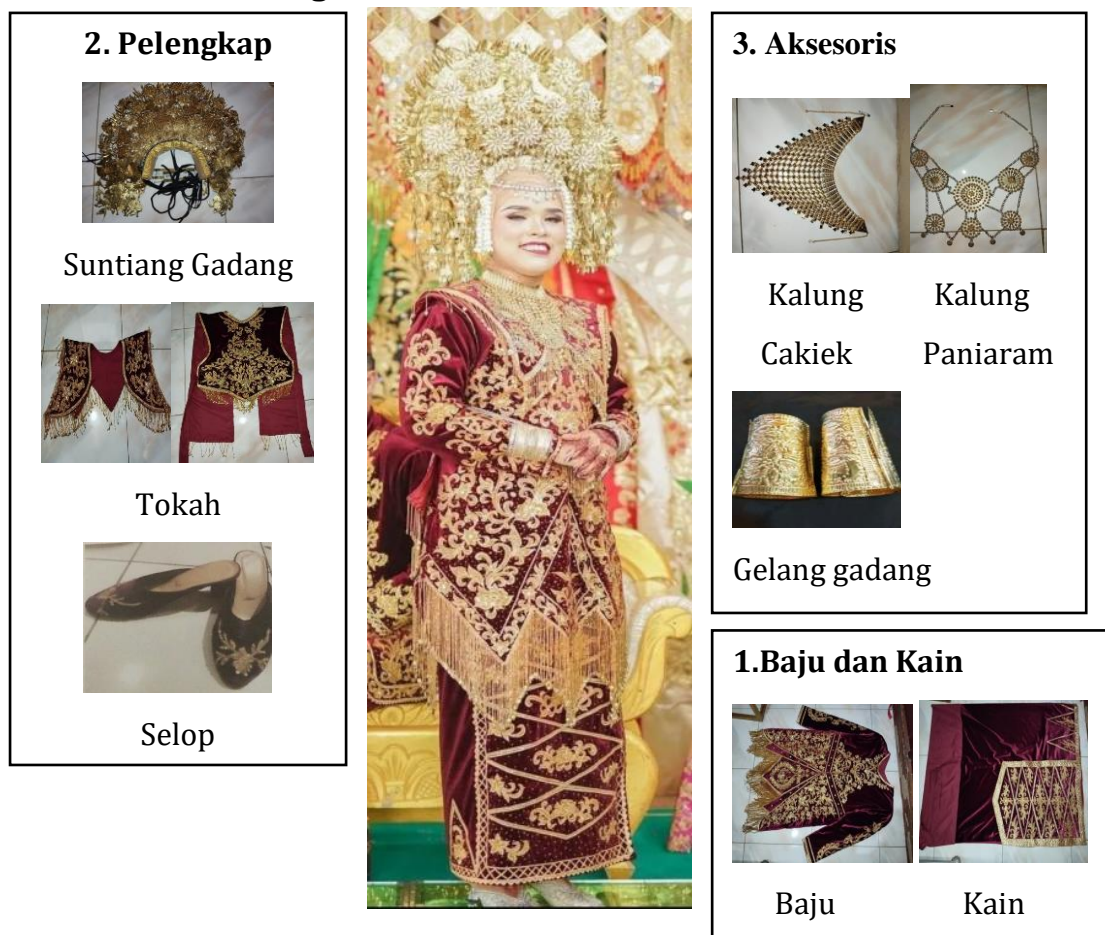 2. Pelengkap
Suntiang Gadang
Tokah
Selop
3. Aksesoris
Kalung Kalung
Cakiek Paniaram
Gelang gadang
1.Baju dan Kain
Baju Kain